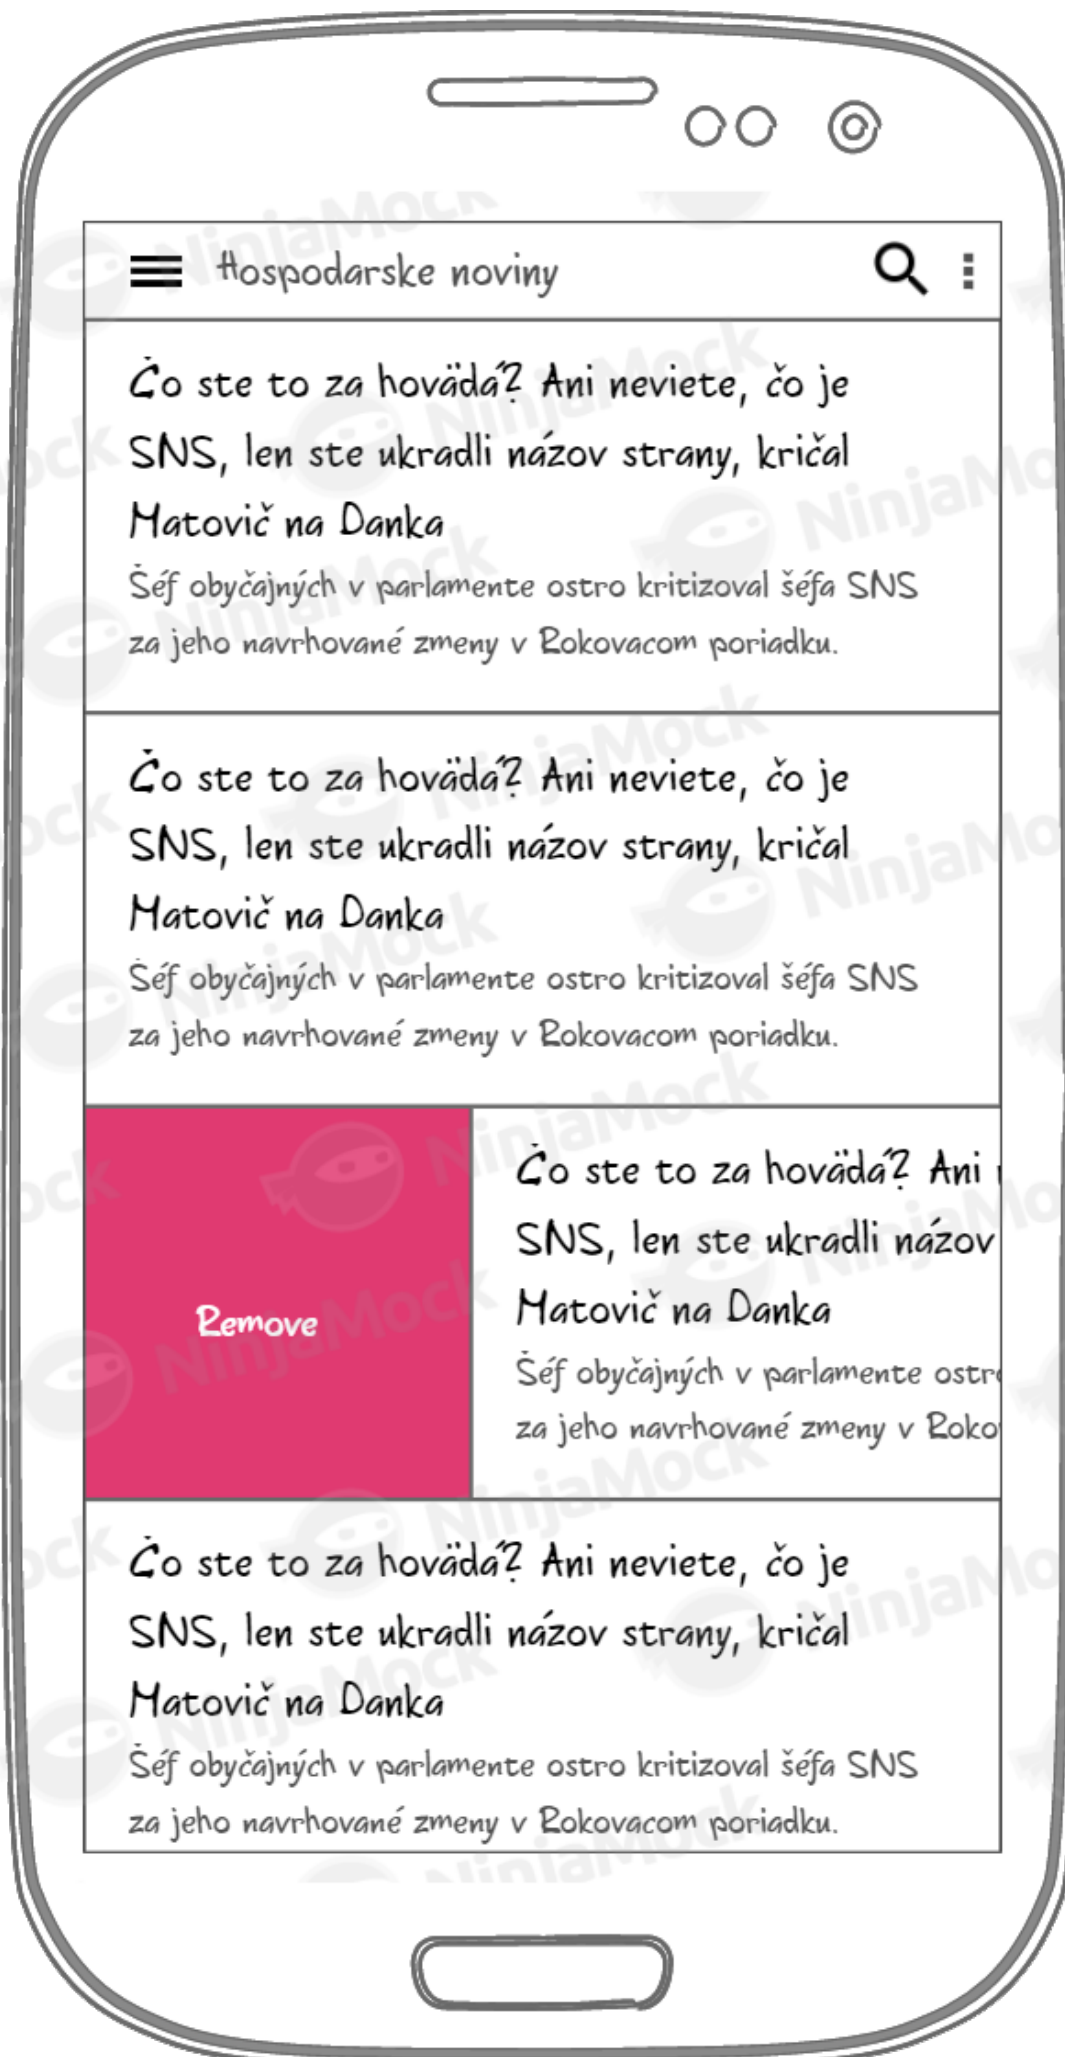 Hospodarske noviny
Čo ste to za hovädá? Ani neviete, čo je
SNS, len ste ukradli názov strany, kričal
Matovič na Danka
Šéf obyčajných v parlamente ostro kritizoval šéfa SNS
za jeho navrhované zmeny v Rokovacom poriadku.
Čo ste to za hovädá? Ani neviete, čo je
SNS, len ste ukradli názov strany, kričal
Matovič na Danka
Šéf obyčajných v parlamente ostro kritizoval šéfa SNS
za jeho navrhované zmeny v Rokovacom poriadku.
Remove
Čo ste to za hovädá? Ani
SNS, len ste ukradli názov
Matovič na Danka
Šéf obyčajných v parlamente ostro
za jeho navrhované zmeny v Roko
Čo ste to za hovädá? Ani neviete, čo je
SNS, len ste ukradli názov strany, kričal
Matovič na Danka
Šéf obyčajných v parlamente ostro kritizoval šéfa SNS
za jeho navrhované zmeny v Rokovacom poriadku.
NinjaMock